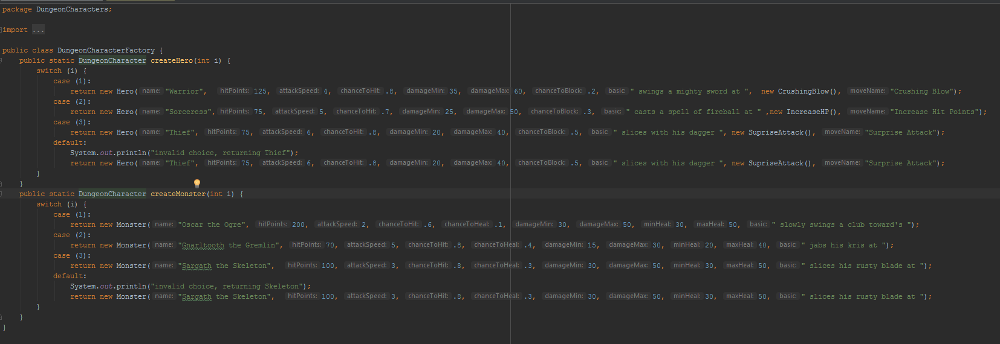 package DungeonCharacters;
import ...
public class DungeonCharacterFactory {
public static DungeonCharacter createHero(int i) {
switch (i) {
case (1):
return new Hero( name: "Warrior", hitPoints: 125, attackSpeed: 4, chanceToHit: .8, damageMin: 35, damageMax: 60, chanceToBlock: .2, basic: " swings a mighty sword at ", new CrushingBlow(), moveName: "Crushing Blow");
case (2):
return new Hero( name: "Sorceress", hitPoints: 75, attackSpeed: 5, chanceToHit: .7, damageMin: 25, damageMax: 50, chanceToBlock: .3, basic: " casts a spell of fireball at " ,new IncreaseHP(), moveName: "Increase Hit Points");
case (3):
return new Hero( name: "Thief", hitPoints: 75, attackSpeed: 6, chanceToHit: .8, damageMin: 20, damageMax: 40, chanceToBlock: .5, basic: " slices with his dagger ", new SupriseAttack(), moveName: "Surprise Attack");
default:
System.out.println("invalid choice, returning Thief");
return new Hero( name: "Thief", hitPoints: 75, attackSpeed: 6, chanceToHit: .8, damageMin: 20, damageMax: 40, chanceToBlock: .5, basic: " slices with his dagger ", new SupriseAttack(), moveName: "Surprise Attack");
}
}
public static DungeonCharacter createMonster(int i) {
switch (i) {
case (1):
return new Monster( name: "Oscar the Ogre", hitPoints: 200, attackSpeed: 2, chanceToHit: .6, chanceToHeal: .1, damageMin: 30, damageMax: 50, minHeal: 30, maxHeal: 50, basic: " slowly swings a club toward's ");
case (2):
return new Monster( name: "Gnarltooth the Gremlin", hitPoints: 70, attackSpeed: 5, chanceToHit: .8, chanceToHeal: .4, damageMin: 15, damageMax: 30, minHeal: 20, maxHeal: 40, basic: " jabs his kris at ");
case (3):
return new Monster( name: "Sargath the Skeleton", hitPoints: 100, attackSpeed: 3, chanceToHit: .8, chanceToHeal: .3, damageMin: 30, damageMax: 50, minHeal: 30, maxHeal: 50, basic: " slices his rusty blade at ");
default:
System.out.println("invalid choice, returning Skeleton");
return new Monster( name: "Sargath the Skeleton", hitPoints: 100, attackSpeed: 3, chanceToHit: .8, chanceToHeal: .3, damageMin: 30, damageMax: 50, minHeal: 30, maxHeal: 50, basic: " slices his rusty blade at ");
}
}
}